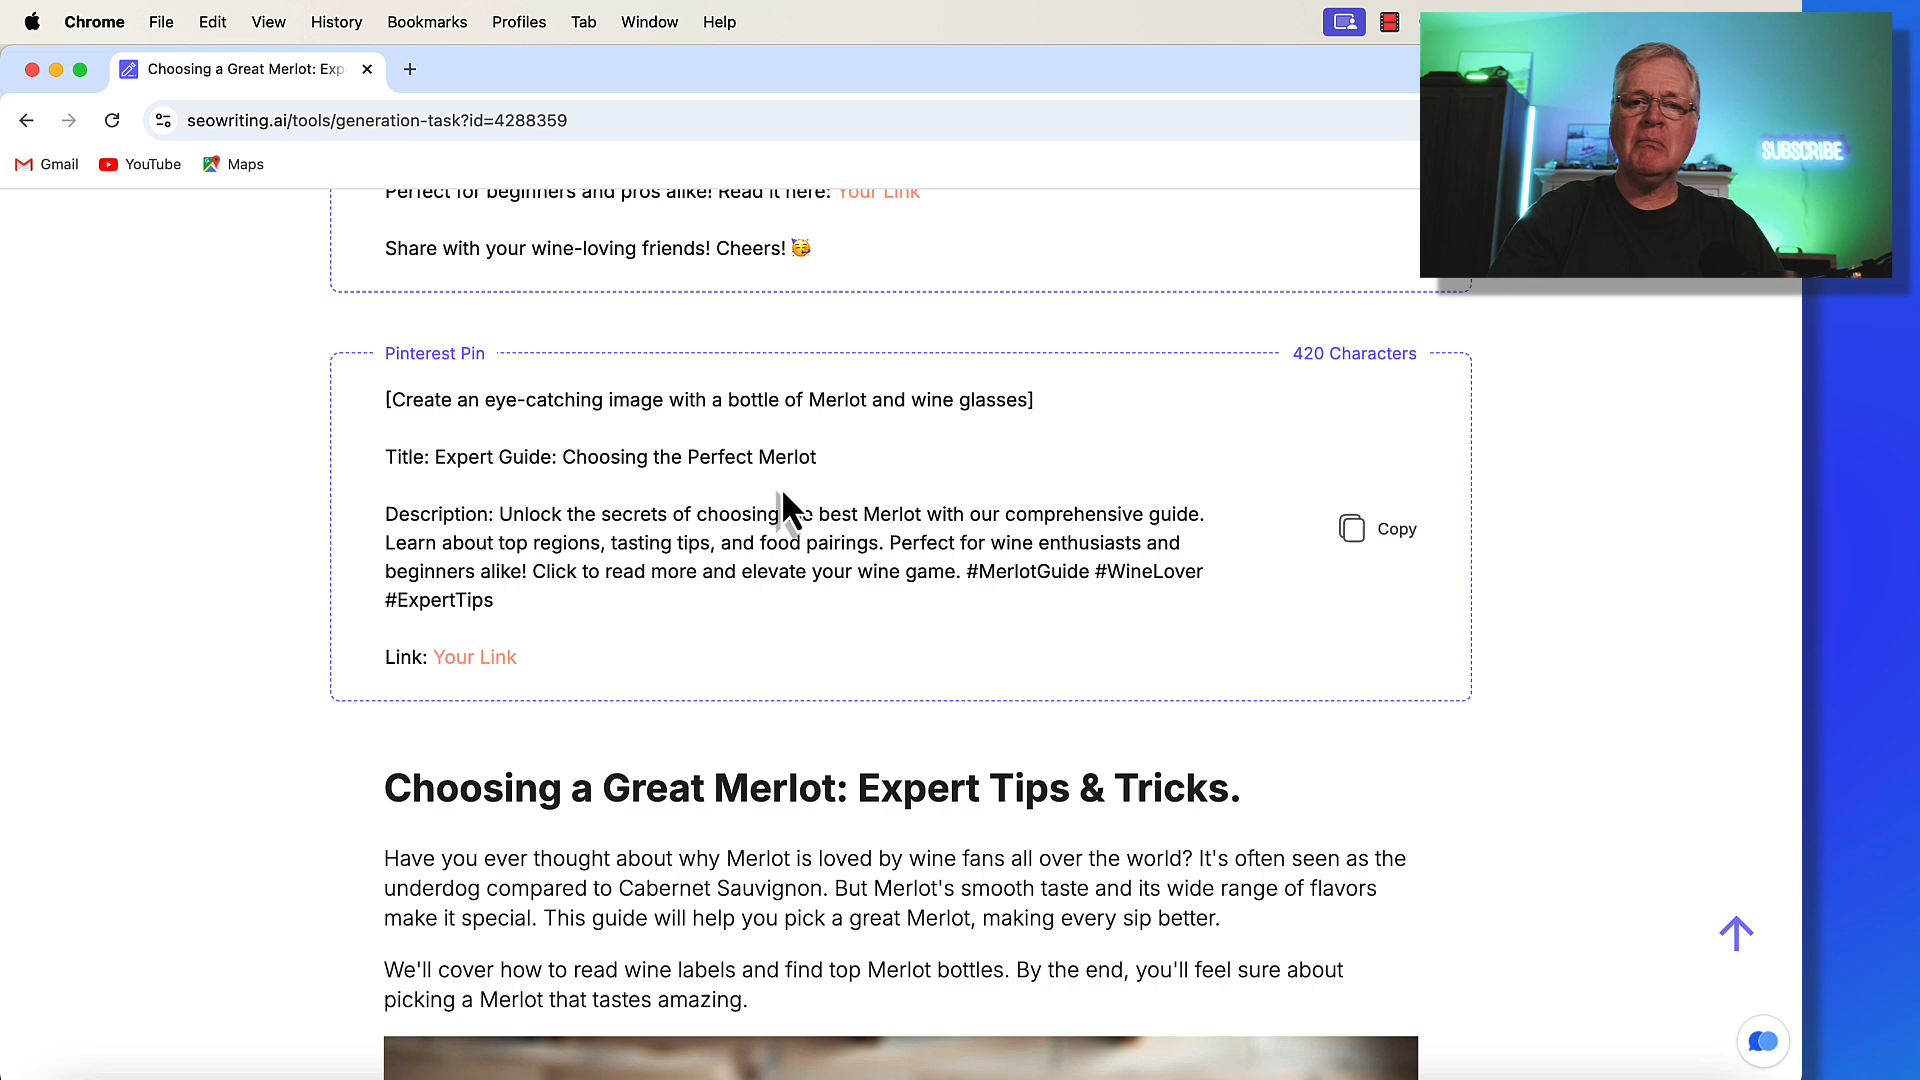 Chrome File Edit View History Bookmarks Profiles Tab Window Help
Choosing a Great Merlot: Exp
seowriting.ai/tools/generation-task?id=4288359
Gmail YouTube Maps
SUBSCRIBE
Perfect for beginners and pros alike! Read it here: Your Link
Share with your wine-loving friends! Cheers! 🥳
Pinterest Pin 420 Characters
[Create an eye-catching image with a bottle of Merlot and wine glasses]
Title: Expert Guide: Choosing the Perfect Merlot
Description: Unlock the secrets of choosing best Merlot with our comprehensive guide.
Learn about top regions, tasting tips, and food pairings. Perfect for wine enthusiasts and
beginners alike! Click to read more and elevate your wine game. #MerlotGuide #WineLover
#ExpertTips
Copy
Link: Your Link
Choosing a Great Merlot: Expert Tips & Tricks.
Have you ever thought about why Merlot is loved by wine fans all over the world? It's often seen as the
underdog compared to Cabernet Sauvignon. But Merlot's smooth taste and its wide range of flavors
make it special. This guide will help you pick a great Merlot, making every sip better.
We'll cover how to read wine labels and find top Merlot bottles. By the end, you'll feel sure about
picking a Merlot that tastes amazing.